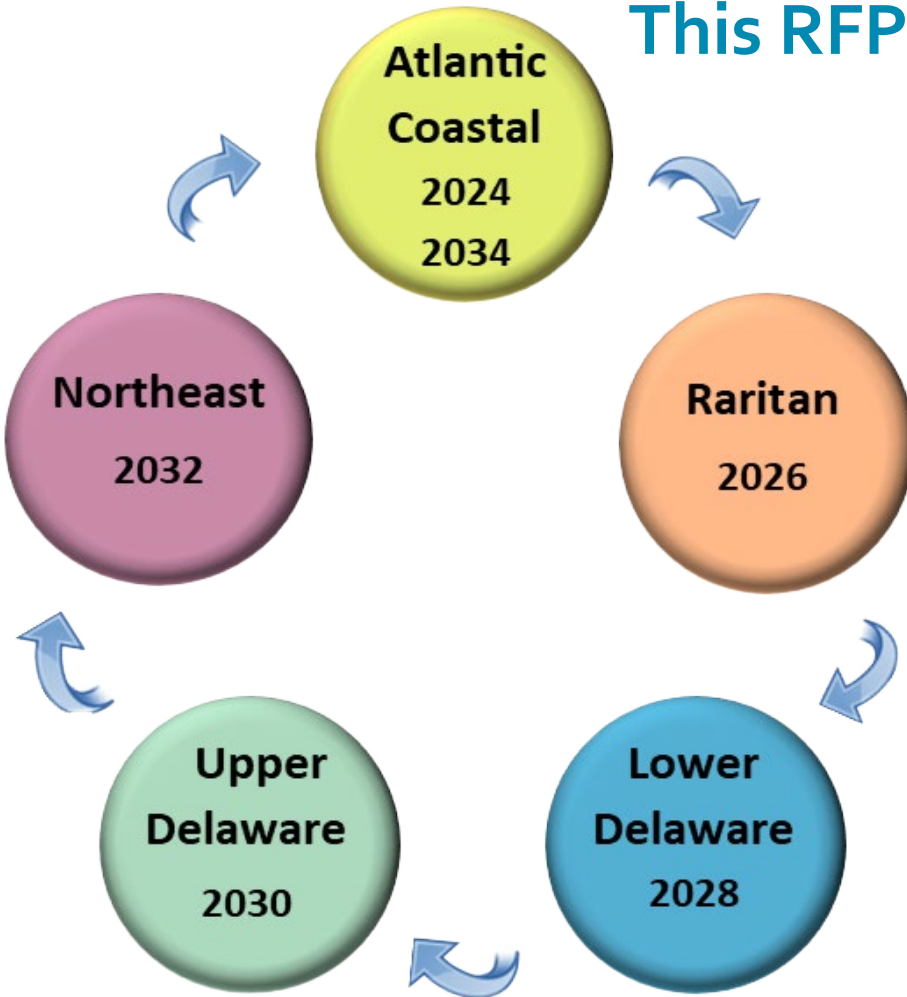 This RFP
Atlantic
Coastal
2024
2034
Raritan
2026
Lower
Delaware
2028
Upper
Delaware
2030
Northeast
2032